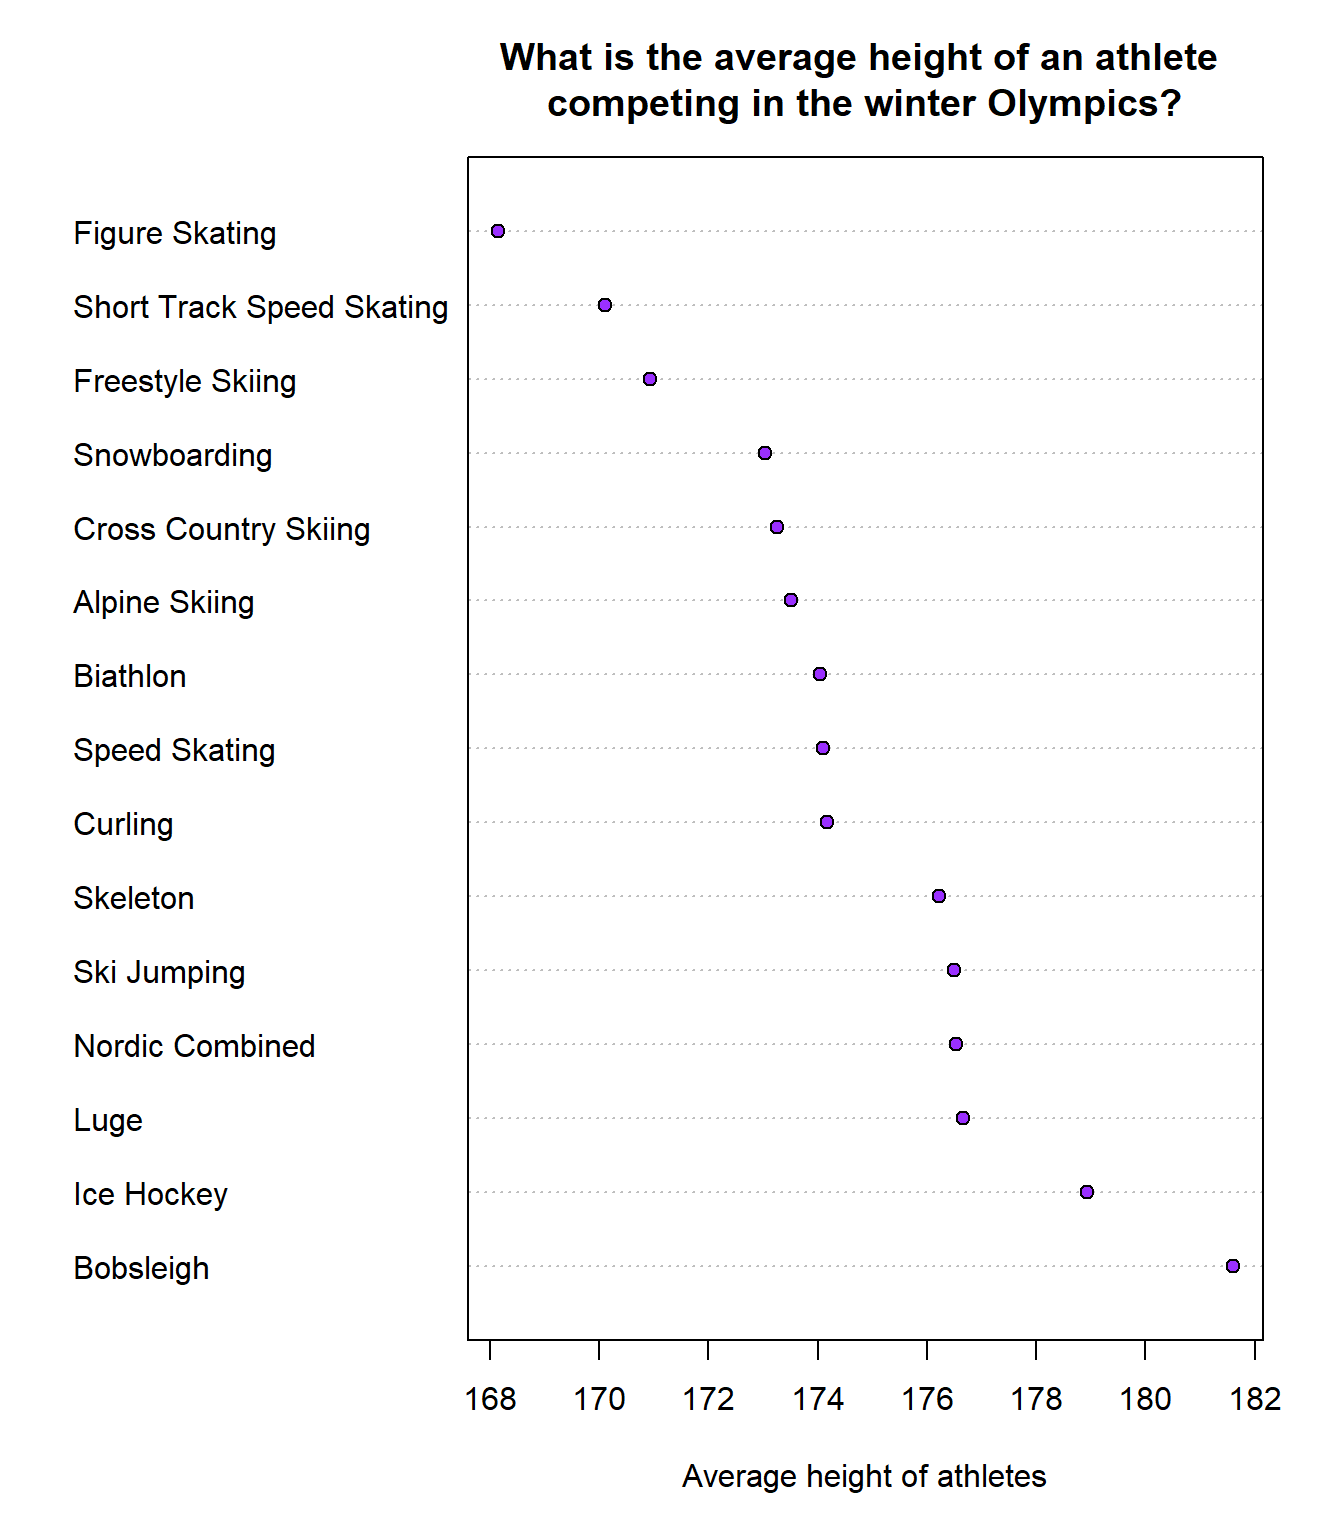 What is the average height of an athlete
competing in the winter Olympics?
Figure Skating
Short Track Speed Skating
Freestyle Skiing
Snowboarding
Cross Country Skiing
Alpine Skiing
Biathlon
Speed Skating
Curling
Skeleton
Ski Jumping
Nordic Combined
Luge
Ice Hockey
Bobsleigh
168 170 172 174 176 178 180 182
Average height of athletes